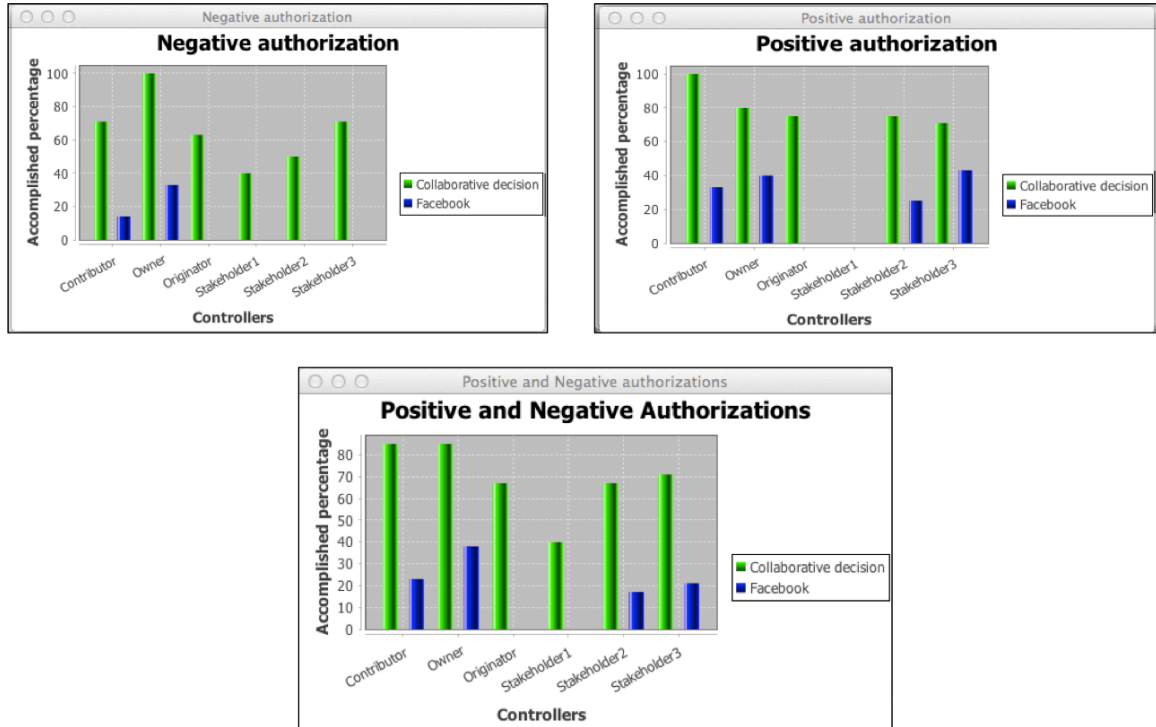 Negative authorization
Negative authorization
Accomplished percentage
100
80
60
40
20
0
Contributor
Owner
Originator
Stakeholder1
Stakeholder2
Stakeholder3
Controllers
Collaborative decision
Facebook
Positive authorization
Positive authorization
Accomplished percentage
100
80
60
40
20
0
Contributor
Owner
Originator
Stakeholder1
Stakeholder2
Stakeholder3
Controllers
Collaborative decision
Facebook
Positive and Negative authorizations
Positive and Negative Authorizations
Accomplished percentage
80
70
60
50
40
30
20
10
0
Contributor
Owner
Originator
Stakeholder1
Stakeholder2
Stakeholder3
Controllers
Collaborative decision
Facebook